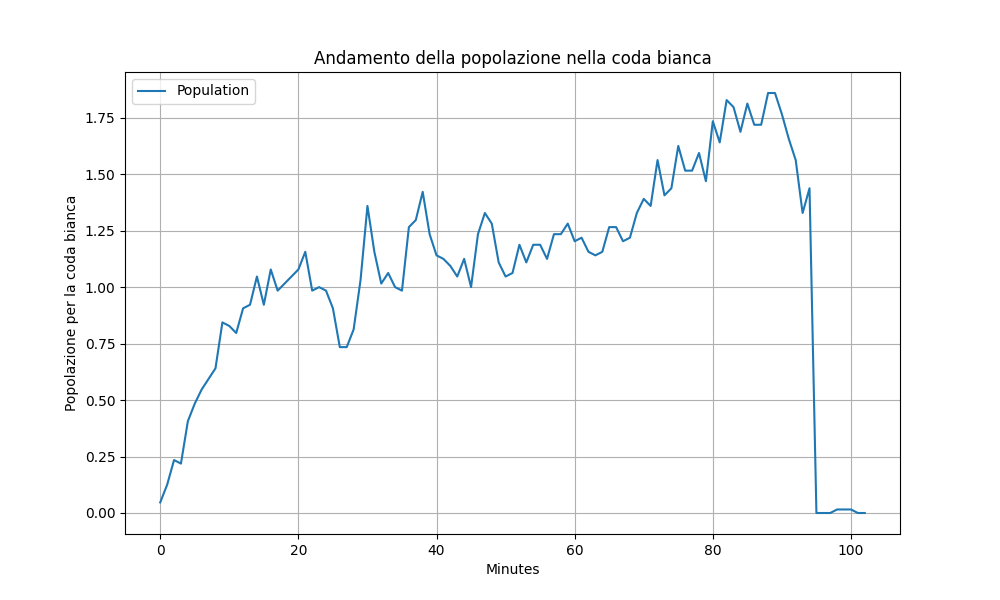 Andamento della popolazione nella coda bianca
Population
Popolazione per la coda bianca
1.75
1.50
1.25
1.00
0.75
0.50
0.25
0.00
0 20 40 60 80 100
Minutes